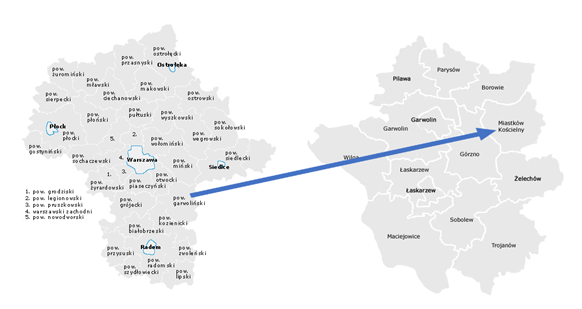 pow.
ostrołęcki
pow.
przasnyski
Ostrołęka
pow.
żuromiński
pow.
mławski
pow.
makowski
pow.
sierpecki
pow.
ciechanowski
pow.
ostrowski
pow.
płoński
pow.
pułtuski
pow.
wyszkowski
Płock
pow.
płocki
pow.
sokołowski
pow.
węgrowski
5.
2.
pow.
wołomiński
pow.
gostyniński
pow.
sochaczewski
4.
Warszawa
pow.
miński
pow.
siedlecki
Siedlce
1.
3.
pow.
otwocki
pow.
żyrardowski
pow.
piaseczyński
1. pow. grodziski
2. pow. legionowski
3. pow. pruszkowski
4. warszawski zachodni
5. pow. nowodworski
pow.
grójecki
pow.
garwoliński
pow.
kozienicki
pow.
białobrzeski
Radom
pow.
przysuski
pow.
radomski
pow.
zwoleński
pow.
szydłowiecki
pow.
lipski
Parysów
Pilawa
Borowie
Garwolin
Garwolin
Miastków
Kościelny
Wilga
Górzno
Łaskarzew
Żelechów
Łaskarzew
Sobolew
Maciejowice
Trojanów